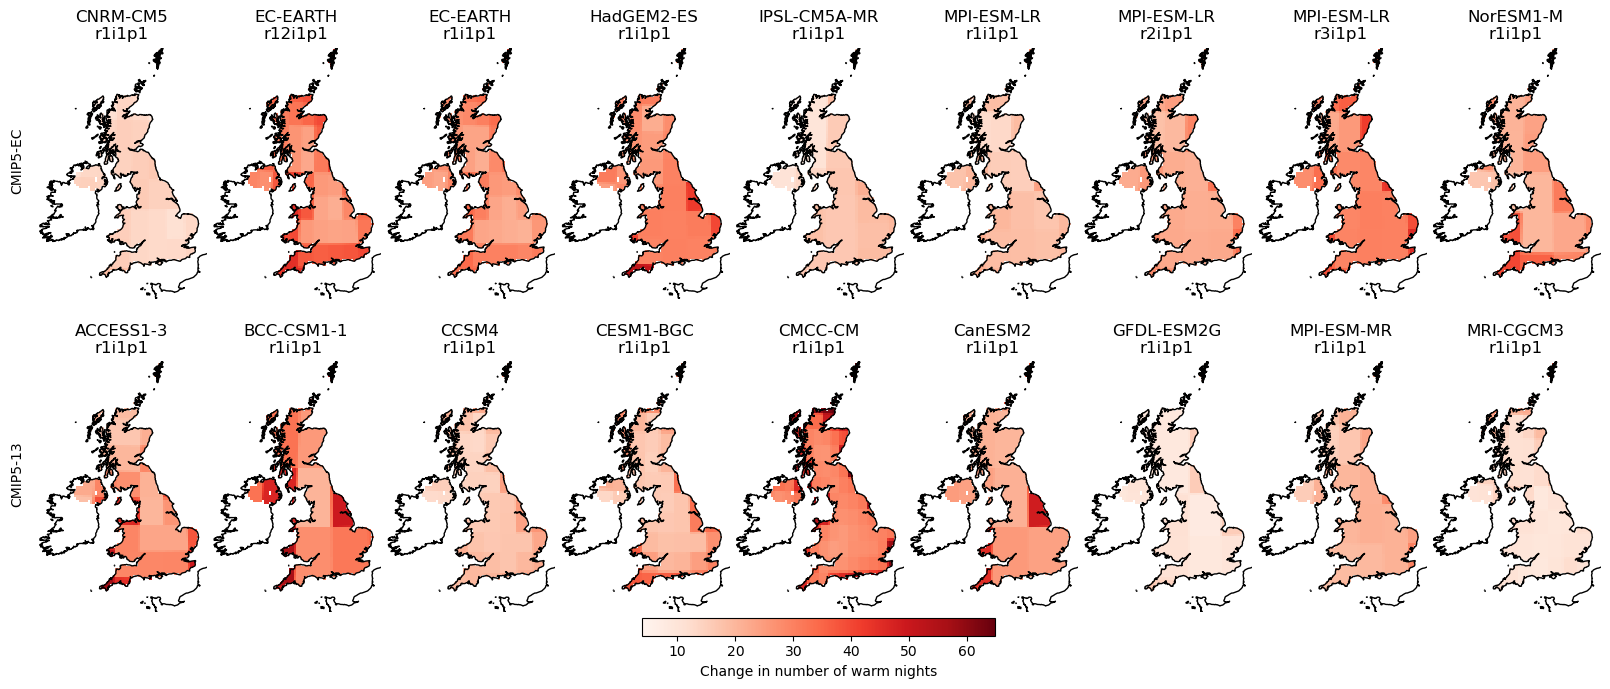 CNRM-CM5 EC-EARTH EC-EARTH HadGEM2-ES IPSL-CM5A-MR MPI-ESM-LR MPI-ESM-LR MPI-ESM-LR NorESM1-M
r1i1p1 r12i1p1 r1i1p1 r1i1p1 r1i1p1 r1i1p1 r2i1p1 r3i1p1 r1i1p1
CMIP5-EC
ACCESS1-3 BCC-CSM1-1 CCSM4 CESM1-BGC CMCC-CM CanESM2 GFDL-ESM2G MPI-ESM-MR MRI-CGCM3
r1i1p1 r1i1p1 r1i1p1 r1i1p1 r1i1p1 r1i1p1 r1i1p1 r1i1p1 r1i1p1
CMIP5-13
10 20 30 40 50 60
Change in number of warm nights